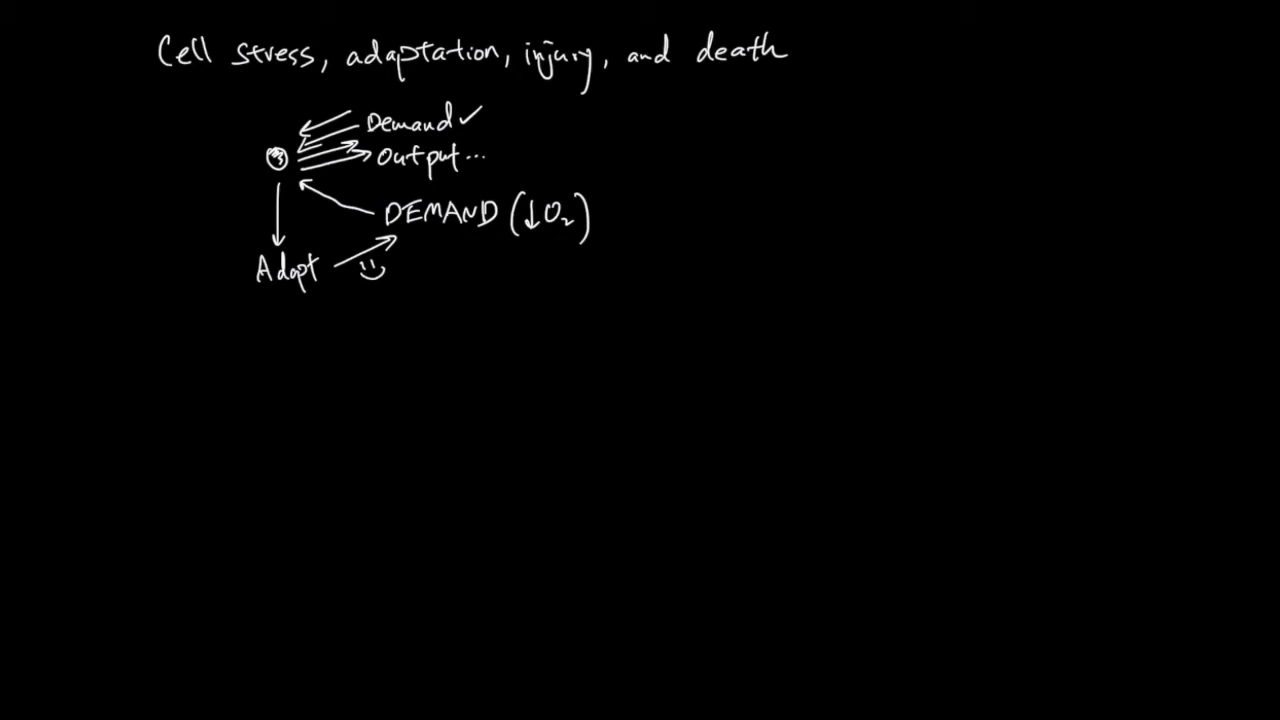 Cell stress, adaptation, injury, and death
Demand ✓
Output...
DEMAND (↓O₂)
Adapt